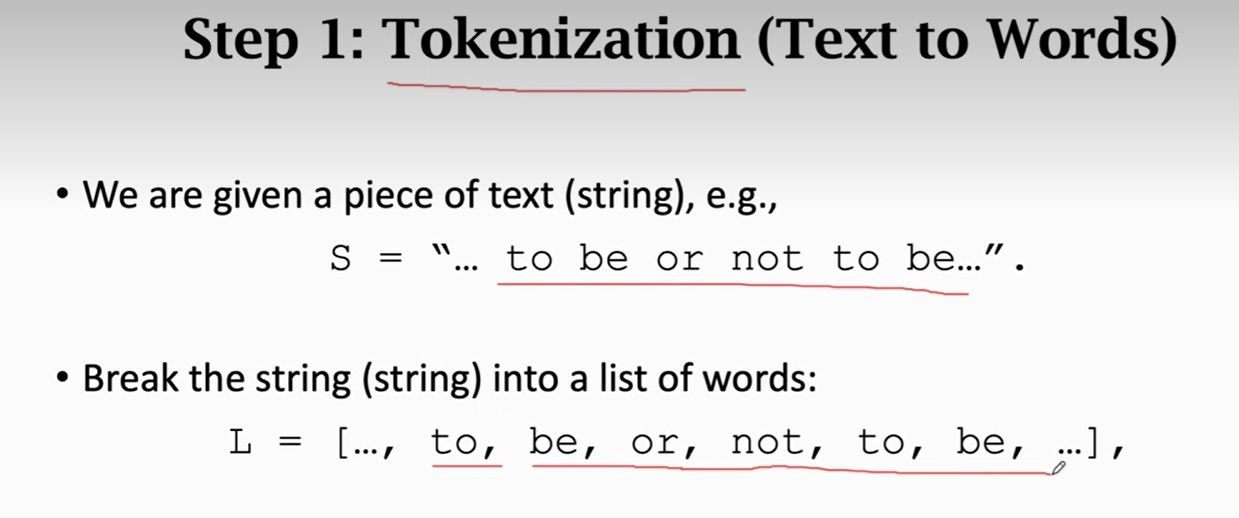 Step 1: Tokenization (Text to Words)
• We are given a piece of text (string), e.g.,
S = “… to be or not to be…”.
• Break the string (string) into a list of words:
L = […, to, be, or, not, to, be, …],